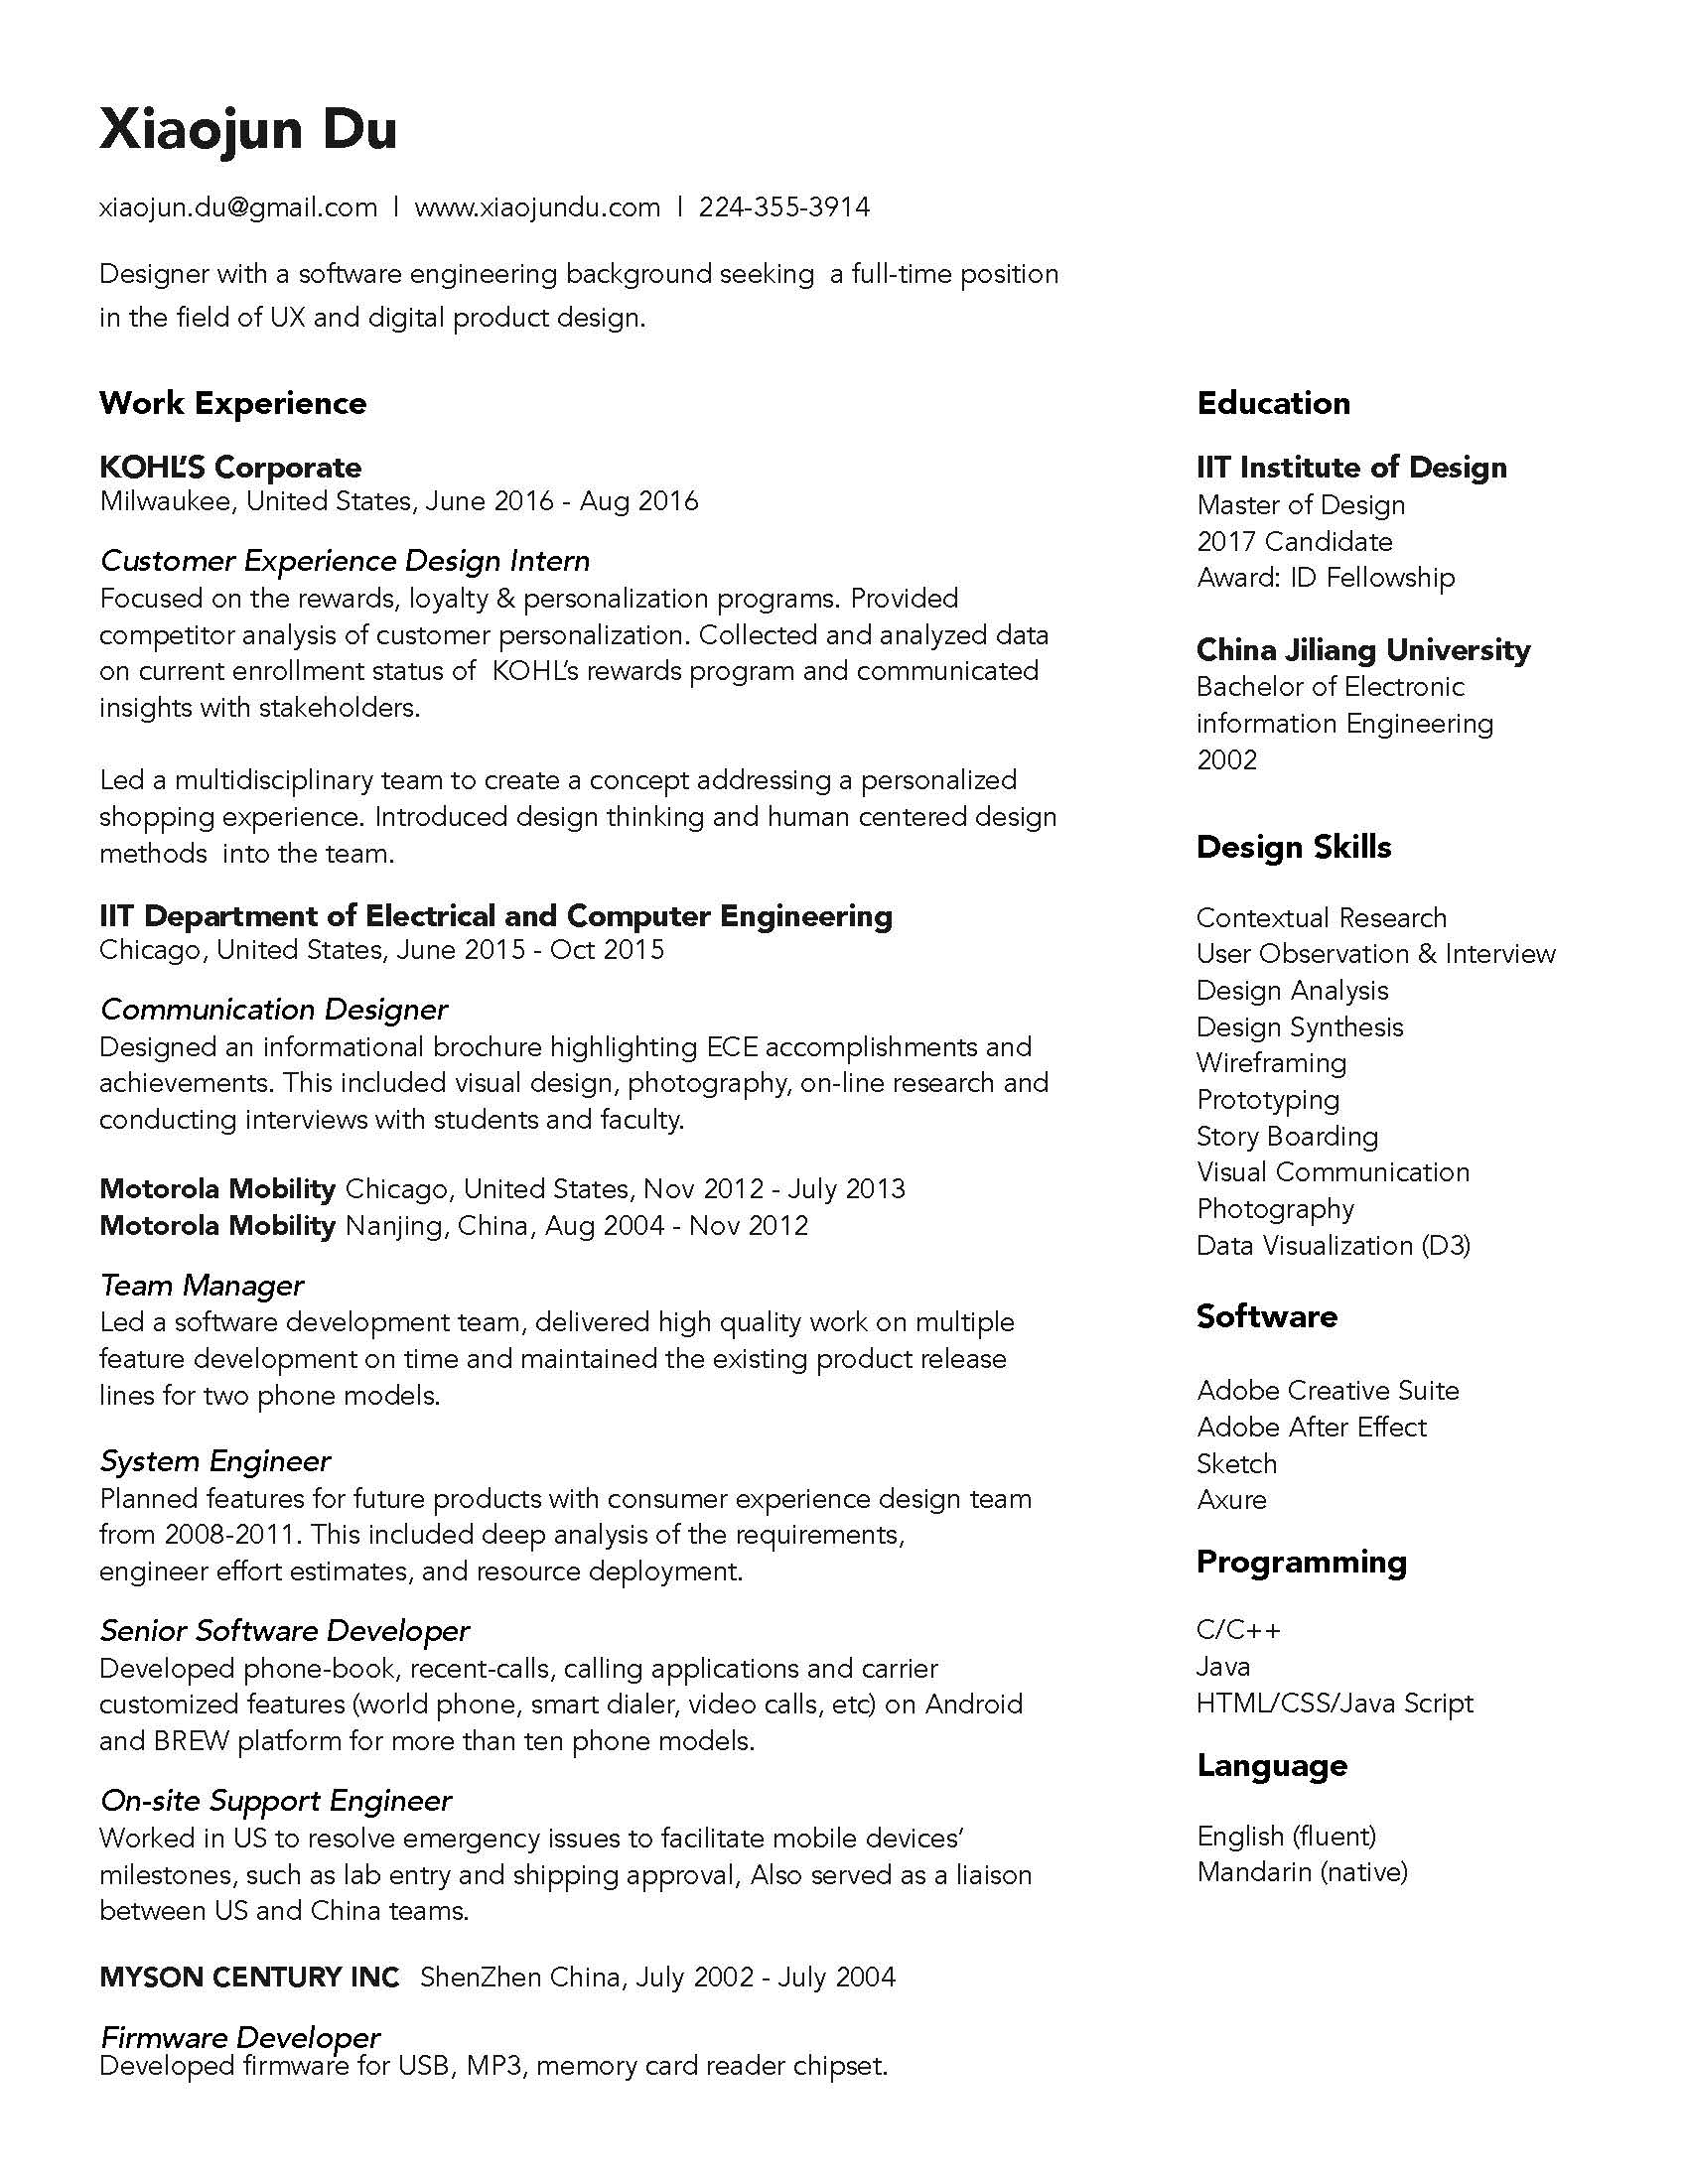 Xiaojun Du
xiaojun.du@gmail.com | www.xiaojundu.com | 224-355-3914
Designer with a software engineering background seeking  a full-time position
in the field of UX and digital product design.
Work Experience
KOHL'S Corporate
Milwaukee, United States, June 2016 - Aug 2016
Customer Experience Design Intern
Focused on the rewards, loyalty & personalization programs. Provided
competitor analysis of customer personalization. Collected and analyzed data
on current enrollment status of  KOHL's rewards program and communicated
insights with stakeholders.
Led a multidisciplinary team to create a concept addressing a personalized
shopping experience. Introduced design thinking and human centered design
methods  into the team.
IIT Department of Electrical and Computer Engineering
Chicago, United States, June 2015 - Oct 2015
Communication Designer
Designed an informational brochure highlighting ECE accomplishments and
achievements. This included visual design, photography, on-line research and
conducting interviews with students and faculty.
Motorola Mobility Chicago, United States, Nov 2012 - July 2013
Motorola Mobility Nanjing, China, Aug 2004 - Nov 2012
Team Manager
Led a software development team, delivered high quality work on multiple
feature development on time and maintained the existing product release
lines for two phone models.
System Engineer
Planned features for future products with consumer experience design team
from 2008-2011. This included deep analysis of the requirements,
engineer effort estimates, and resource deployment.
Senior Software Developer
Developed phone-book, recent-calls, calling applications and carrier
customized features (world phone, smart dialer, video calls, etc) on Android
and BREW platform for more than ten phone models.
On-site Support Engineer
Worked in US to resolve emergency issues to facilitate mobile devices'
milestones, such as lab entry and shipping approval, Also served as a liaison
between US and China teams.
MYSON CENTURY INC  ShenZhen China, July 2002 - July 2004
Firmware Developer
Developed firmware for USB, MP3, memory card reader chipset.
Education
IIT Institute of Design
Master of Design
2017 Candidate
Award: ID Fellowship
China Jiliang University
Bachelor of Electronic
information Engineering
2002
Design Skills
Contextual Research
User Observation & Interview
Design Analysis
Design Synthesis
Wireframing
Prototyping
Story Boarding
Visual Communication
Photography
Data Visualization (D3)
Software
Adobe Creative Suite
Adobe After Effect
Sketch
Axure
Programming
C/C++
Java
HTML/CSS/Java Script
Language
English (fluent)
Mandarin (native)